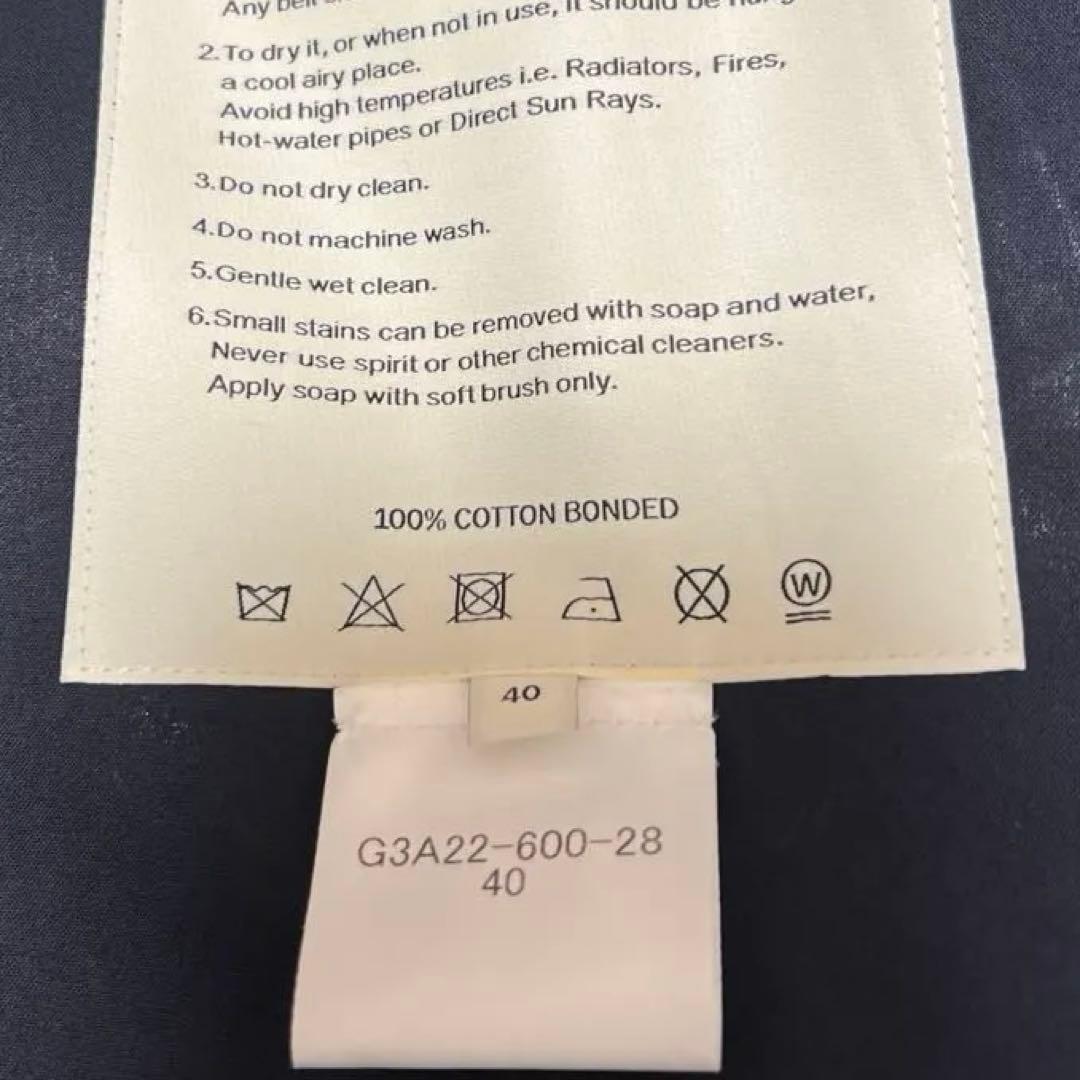 Any belt
2. To dry it, or when not in use, it should be
a cool airy place.
Avoid high temperatures i.e. Radiators, Fires,
Hot-water pipes or Direct Sun Rays.
3. Do not dry clean.
4. Do not machine wash.
5. Gentle wet clean.
6. Small stains can be removed with soap and water,
Never use spirit or other chemical cleaners.
Apply soap with soft brush only.
100% COTTON BONDED
W
40
G3A22-600-28
40